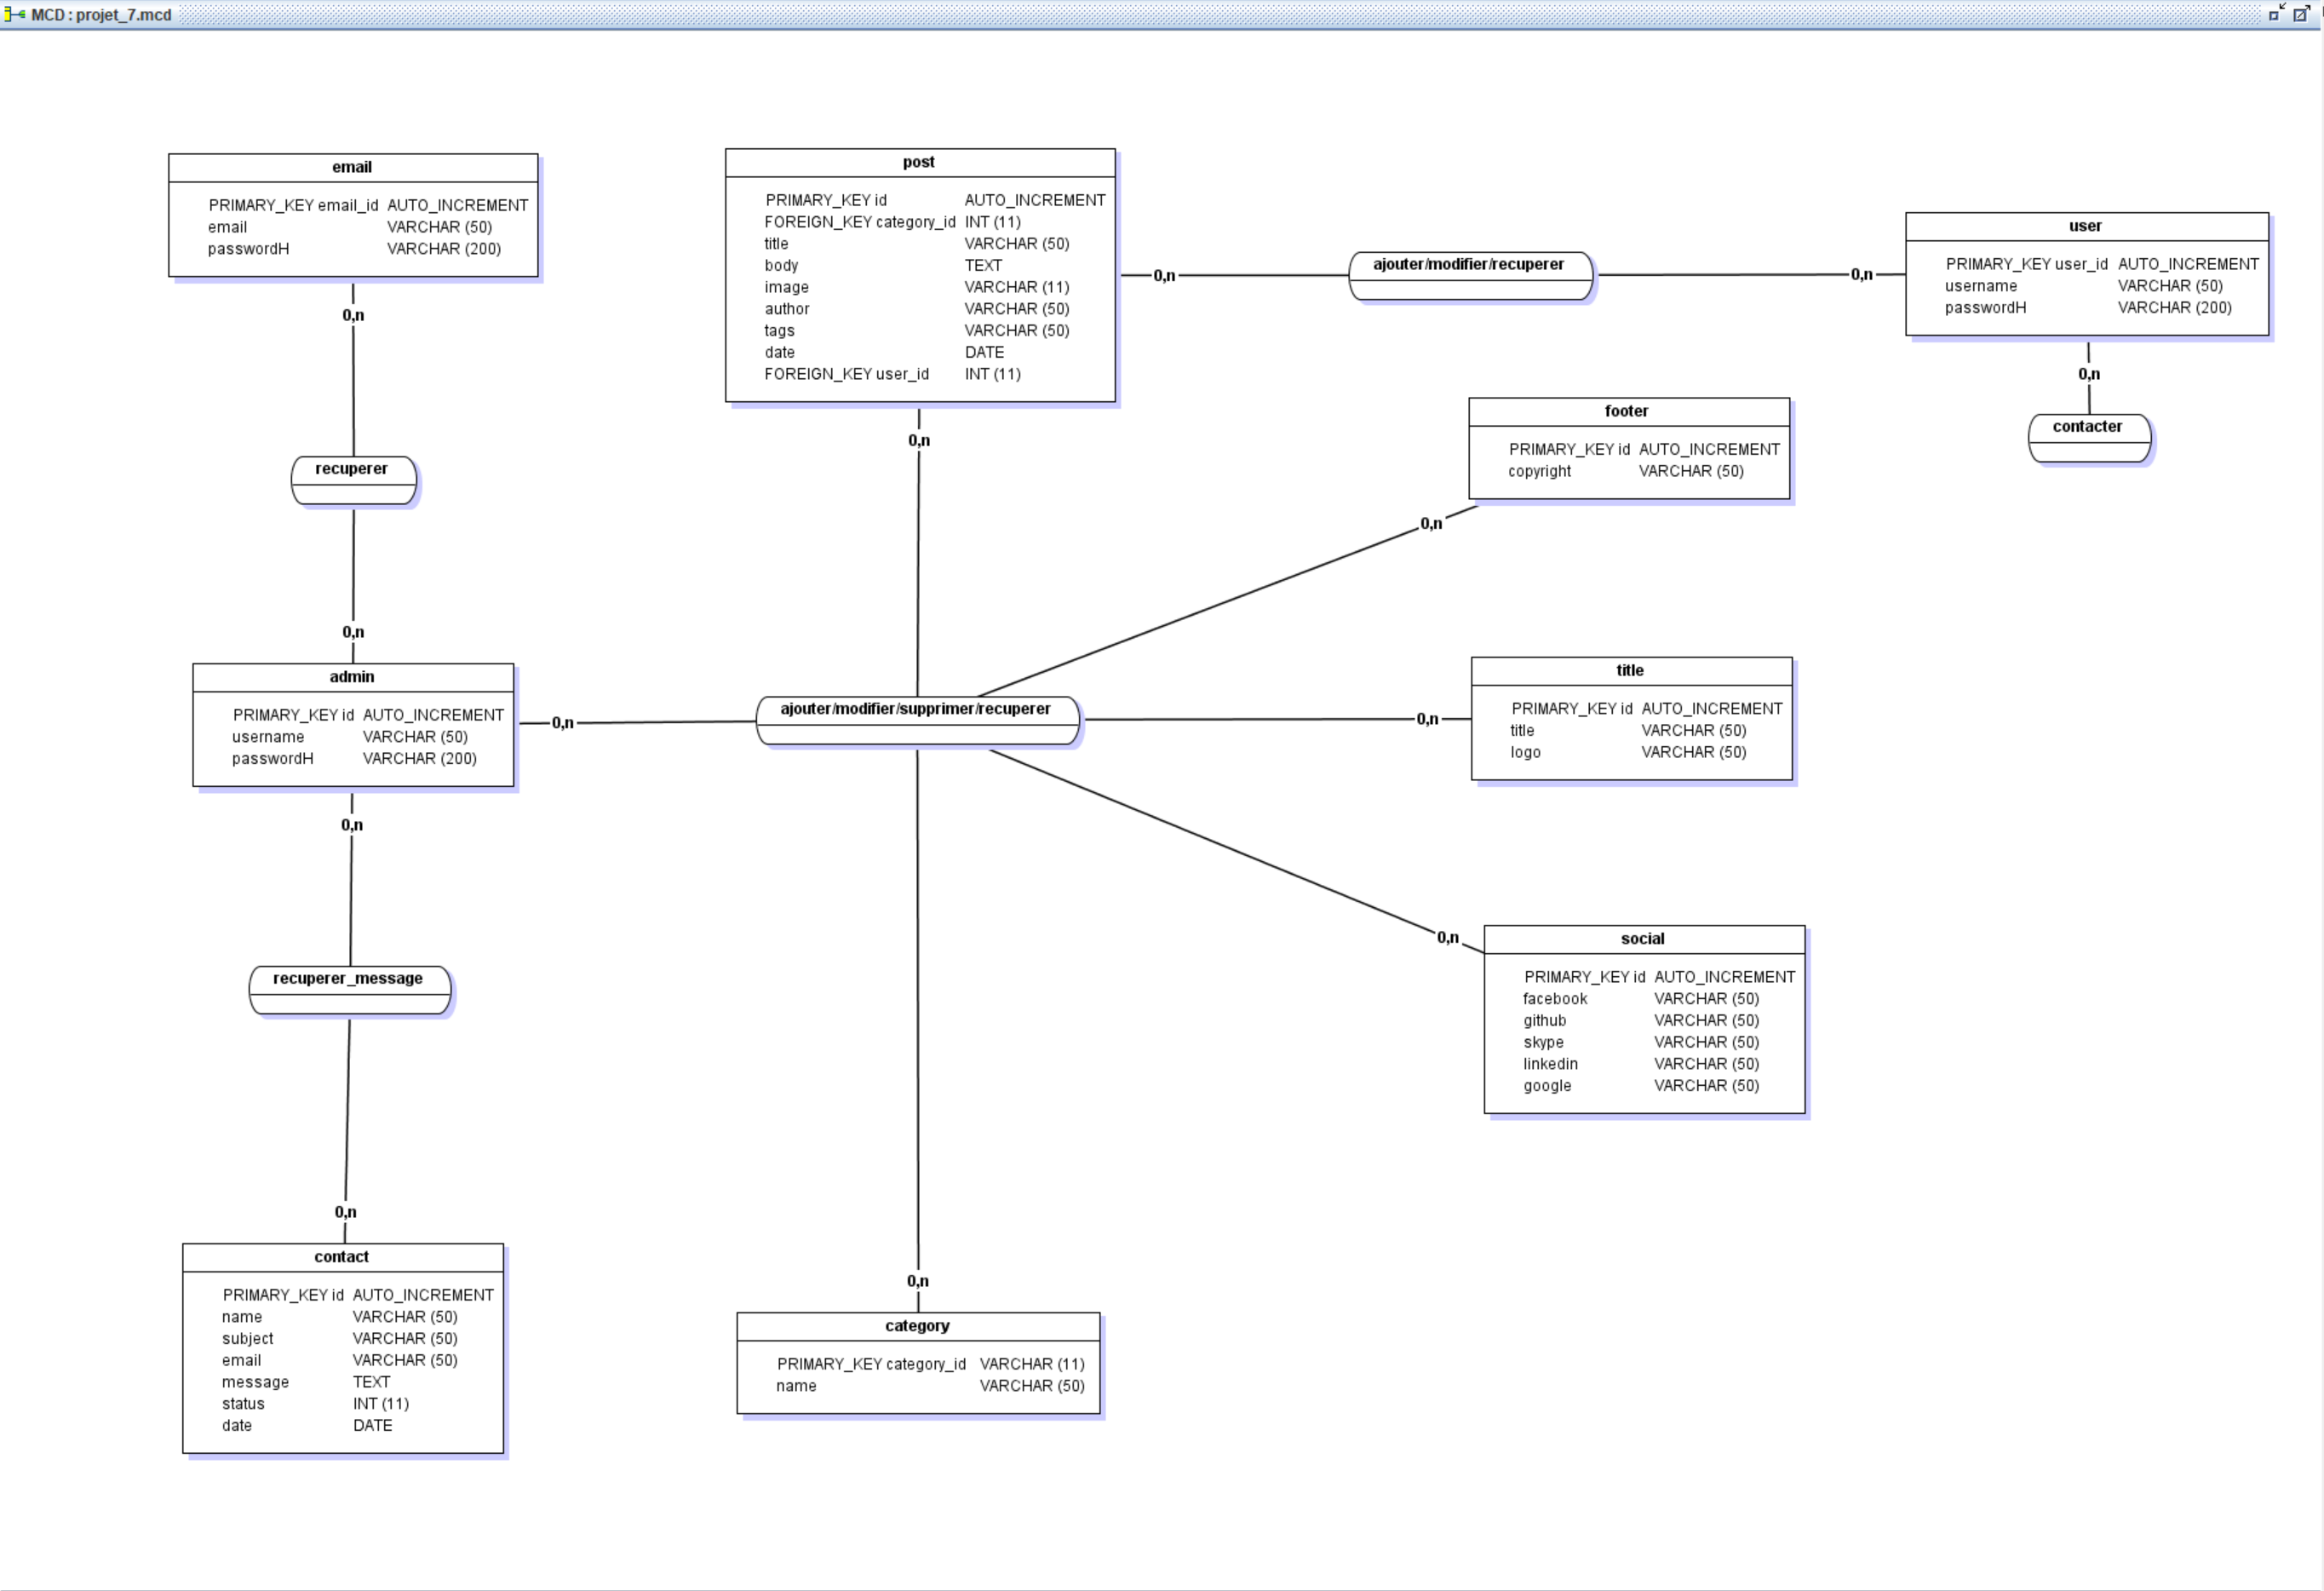 MCD : projet_7.mcd
email
PRIMARY_KEY email_id AUTO_INCREMENT
email VARCHAR (50)
passwordH VARCHAR (200)
0,n
recuperer
0,n
admin
PRIMARY_KEY id AUTO_INCREMENT
username VARCHAR (50)
passwordH VARCHAR (200)
0,n
0,n
recuperer_message
0,n
contact
PRIMARY_KEY id AUTO_INCREMENT
name VARCHAR (50)
subject VARCHAR (50)
email VARCHAR (50)
message TEXT
status INT (11)
date DATE
post
PRIMARY_KEY id AUTO_INCREMENT
FOREIGN_KEY category_id INT (11)
title VARCHAR (50)
body TEXT
image VARCHAR (11)
author VARCHAR (50)
tags VARCHAR (50)
date DATE
FOREIGN_KEY user_id INT (11)
0,n
0,n
ajouter/modifier/supprimer/recuperer
0,n
category
PRIMARY_KEY category_id VARCHAR (11)
name VARCHAR (50)
ajouter/modifier/recuperer
0,n
user
PRIMARY_KEY user_id AUTO_INCREMENT
username VARCHAR (50)
passwordH VARCHAR (200)
0,n
contacter
footer
PRIMARY_KEY id AUTO_INCREMENT
copyright VARCHAR (50)
0,n
title
PRIMARY_KEY id AUTO_INCREMENT
title VARCHAR (50)
logo VARCHAR (50)
0,n
social
PRIMARY_KEY id AUTO_INCREMENT
facebook VARCHAR (50)
github VARCHAR (50)
skype VARCHAR (50)
linkedin VARCHAR (50)
google VARCHAR (50)
0,n